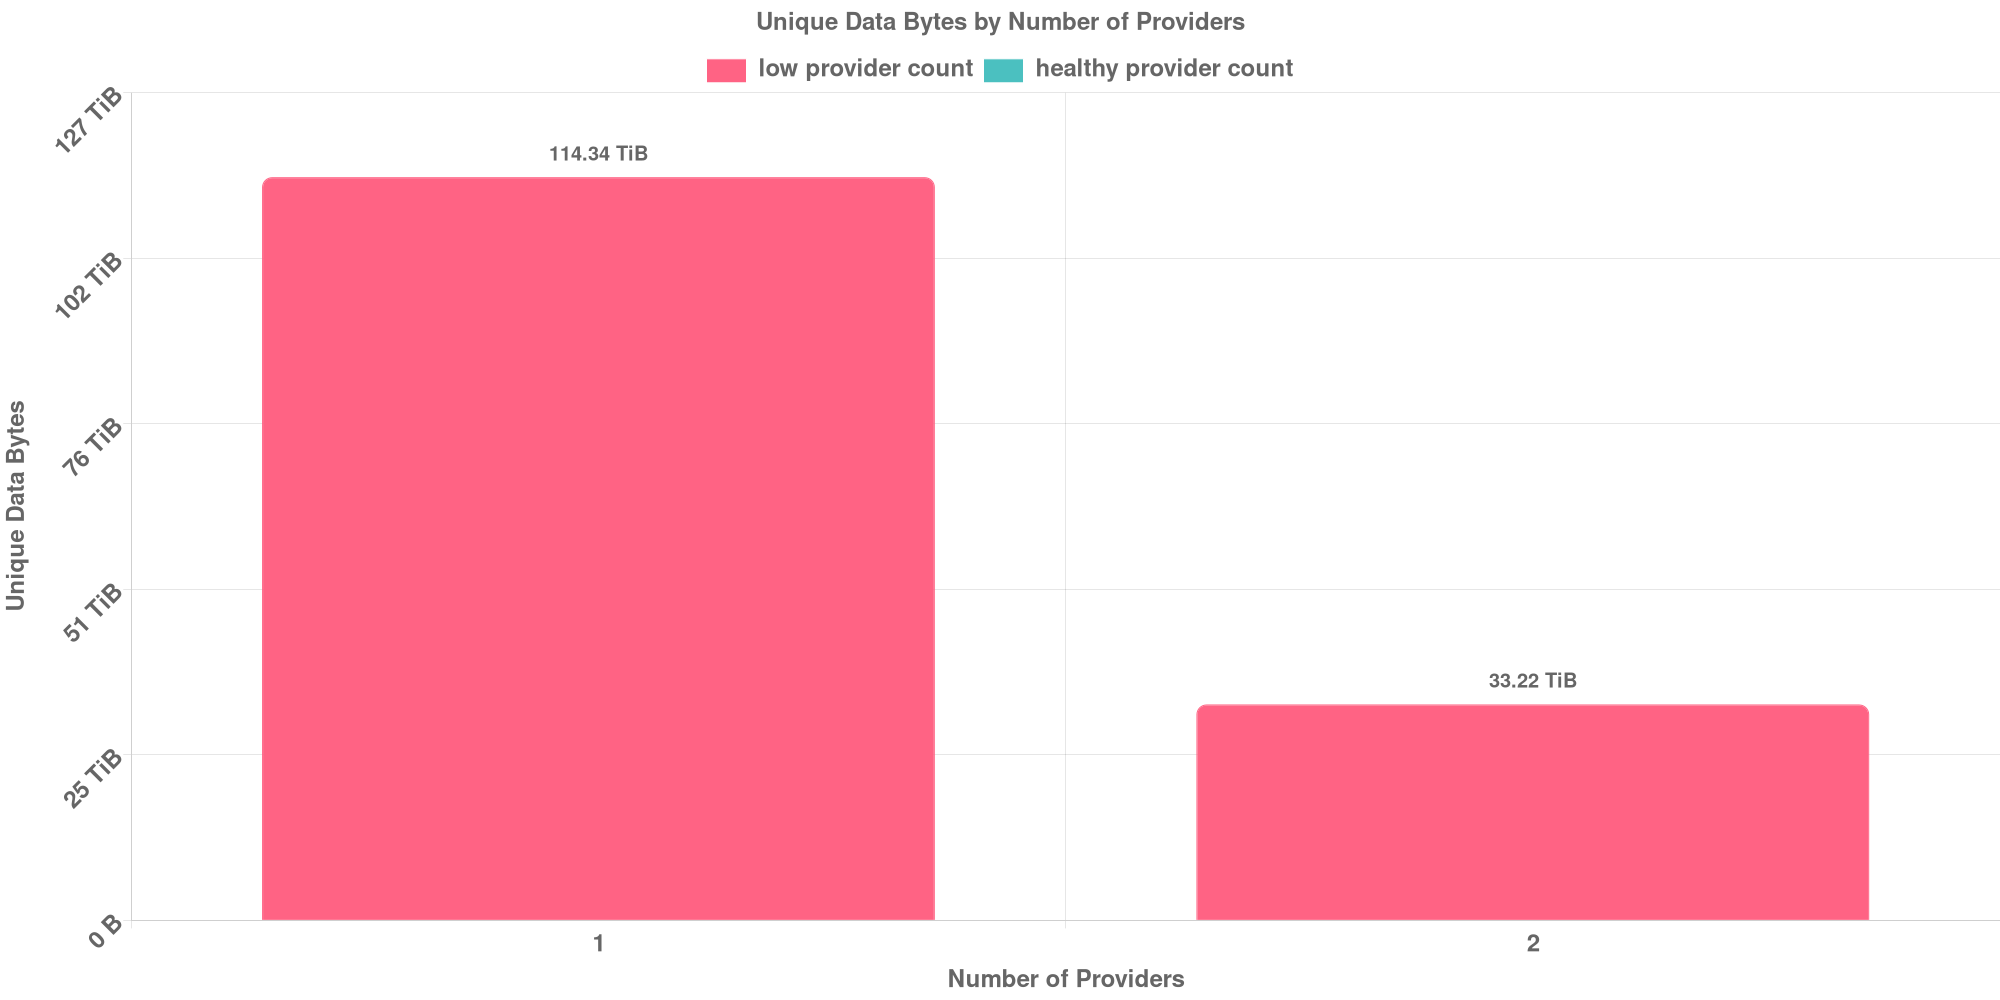 Unique Data Bytes by Number of Providers
low provider count
healthy provider count
127 TiB
102 TiB
76 TiB
51 TiB
25 TiB
0 B
Unique Data Bytes
114.34 TiB
33.22 TiB
1
2
Number of Providers